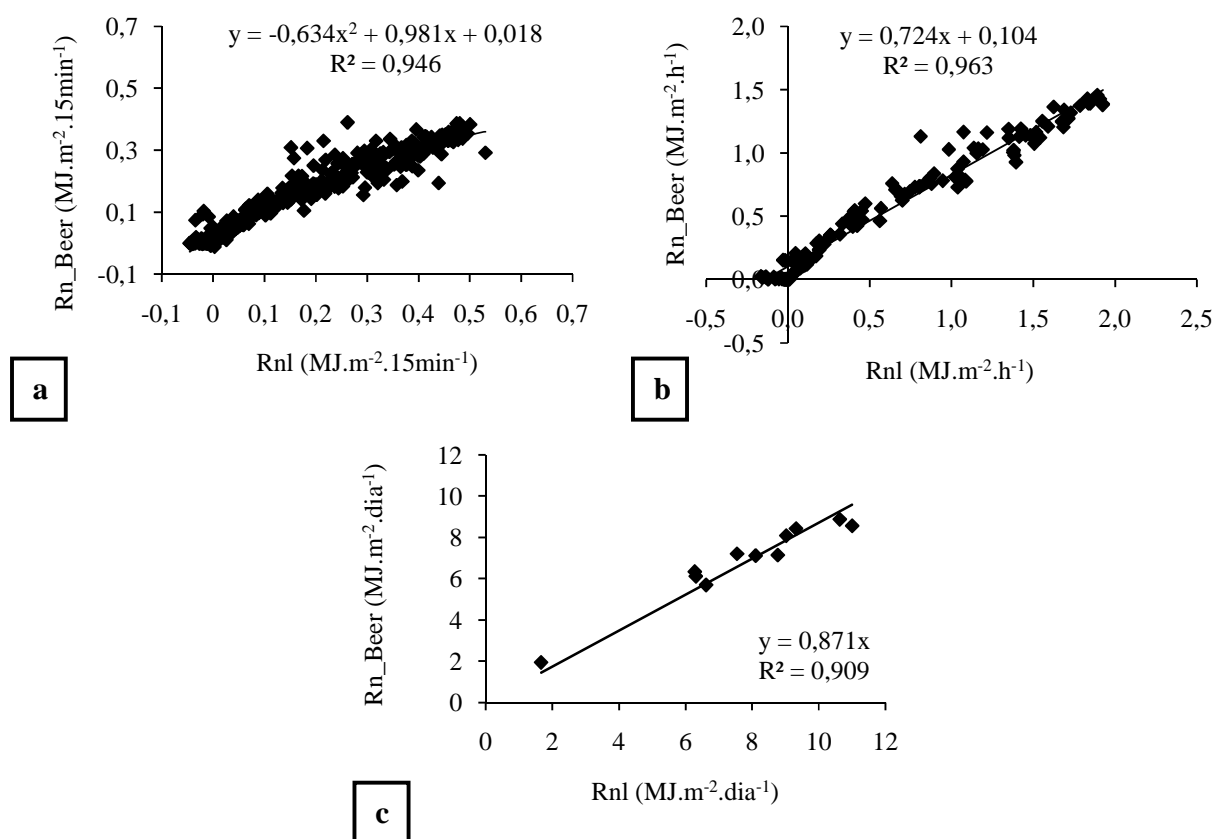 y = -0,634x² + 0,981x + 0,018
R² = 0,946
0,7
0,5
0,3
0,1
-0,1
-0,1 0 0,1 0,2 0,3 0,4 0,5 0,6 0,7
Rn_Beer (MJ.m⁻².15min⁻¹)
Rnl (MJ.m⁻².15min⁻¹)
a
y = 0,724x + 0,104
R² = 0,963
2,0
1,5
1,0
0,5
0,0
-0,5
-0,5 0,0 0,5 1,0 1,5 2,0 2,5
Rn_Beer (MJ.m⁻².h⁻¹)
Rnl (MJ.m⁻².h⁻¹)
b
12
10
8
6
4
2
0
0 2 4 6 8 10 12
Rn_Beer (MJ.m⁻².dia⁻¹)
y = 0,871x
R² = 0,909
Rnl (MJ.m⁻².dia⁻¹)
c